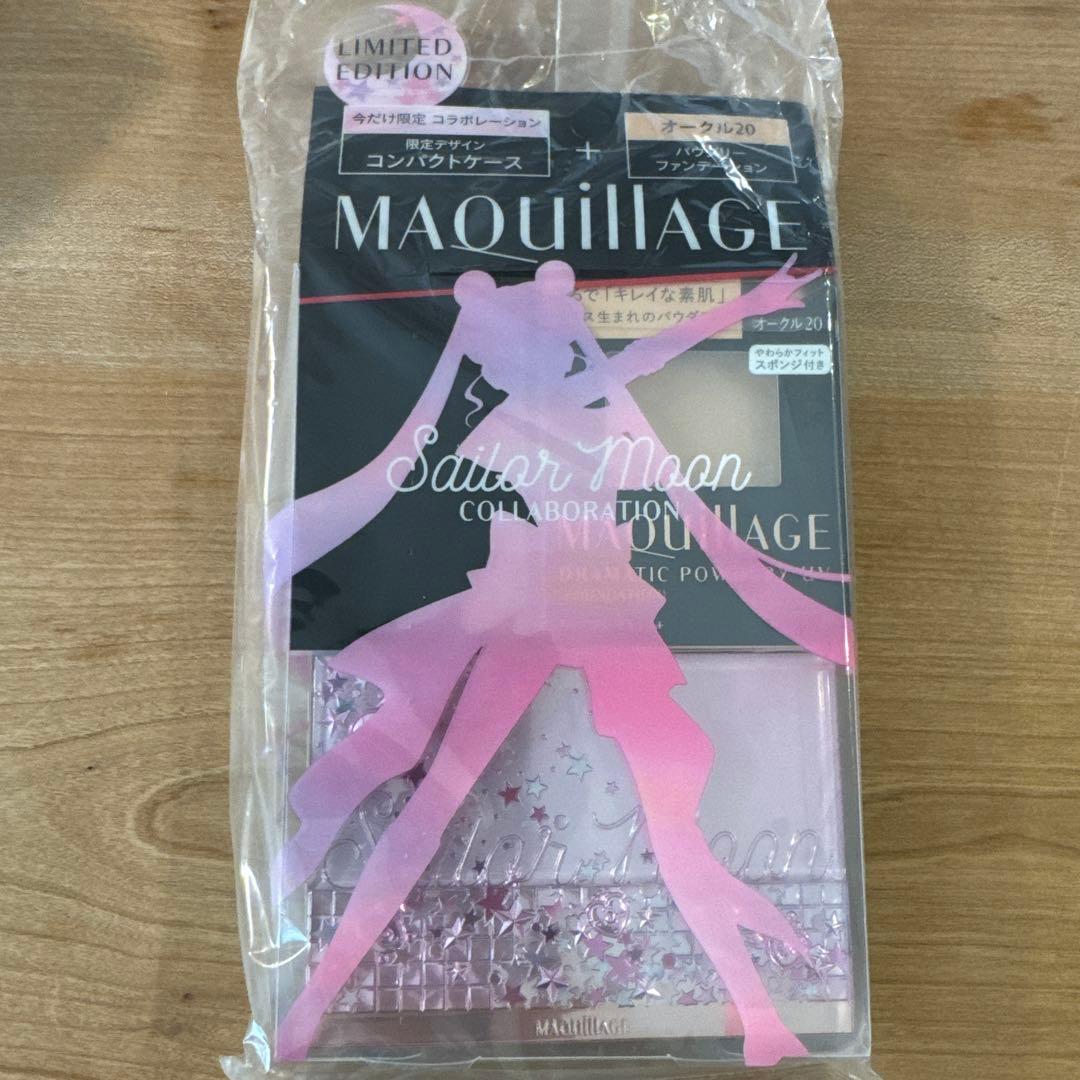 LIMITED
EDITION
今だけ限定 コラボレーション
限定デザイン
コンパクトケース
+
オークル20
パウダリー
ファンデーション
MAQuillAGE
で「キレイな素肌」
ス生まれのパウダ
オークル20
やわらかフィット
スポンジ付き
Sailor Moon
COLLABORATION
MAQuillAGE
DRAMATIC POWDERY UV
Sailor Moon
MAQuillAGE